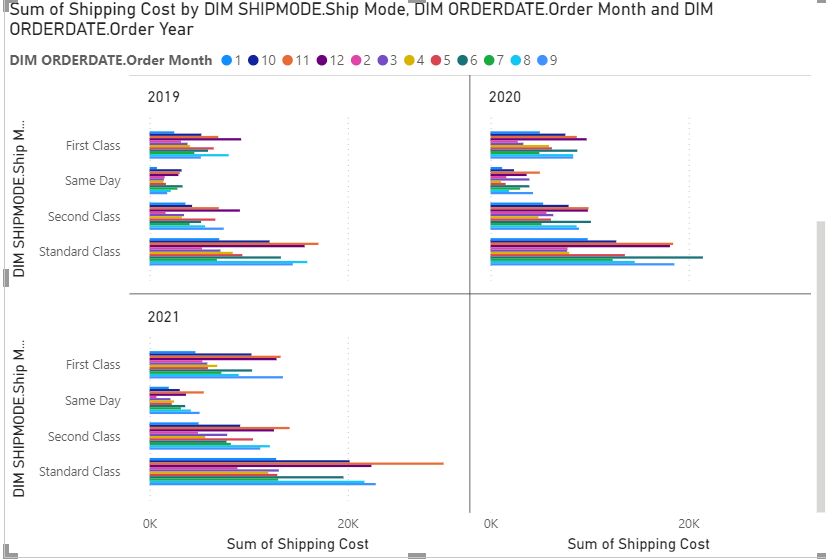 Sum of Shipping Cost by DIM SHIPMODE.Ship Mode, DIM ORDERDATE.Order Month and DIM
ORDERDATE.Order Year
DIM ORDERDATE.Order Month 1 10 11 12 2 3 4 5 6 7 8 9
2019
2020
DIM SHIPMODE.Ship M...
First Class
Same Day
Second Class
Standard Class
2021
DIM SHIPMODE.Ship M...
First Class
Same Day
Second Class
Standard Class
0K 20K 0K 20K
Sum of Shipping Cost Sum of Shipping Cost